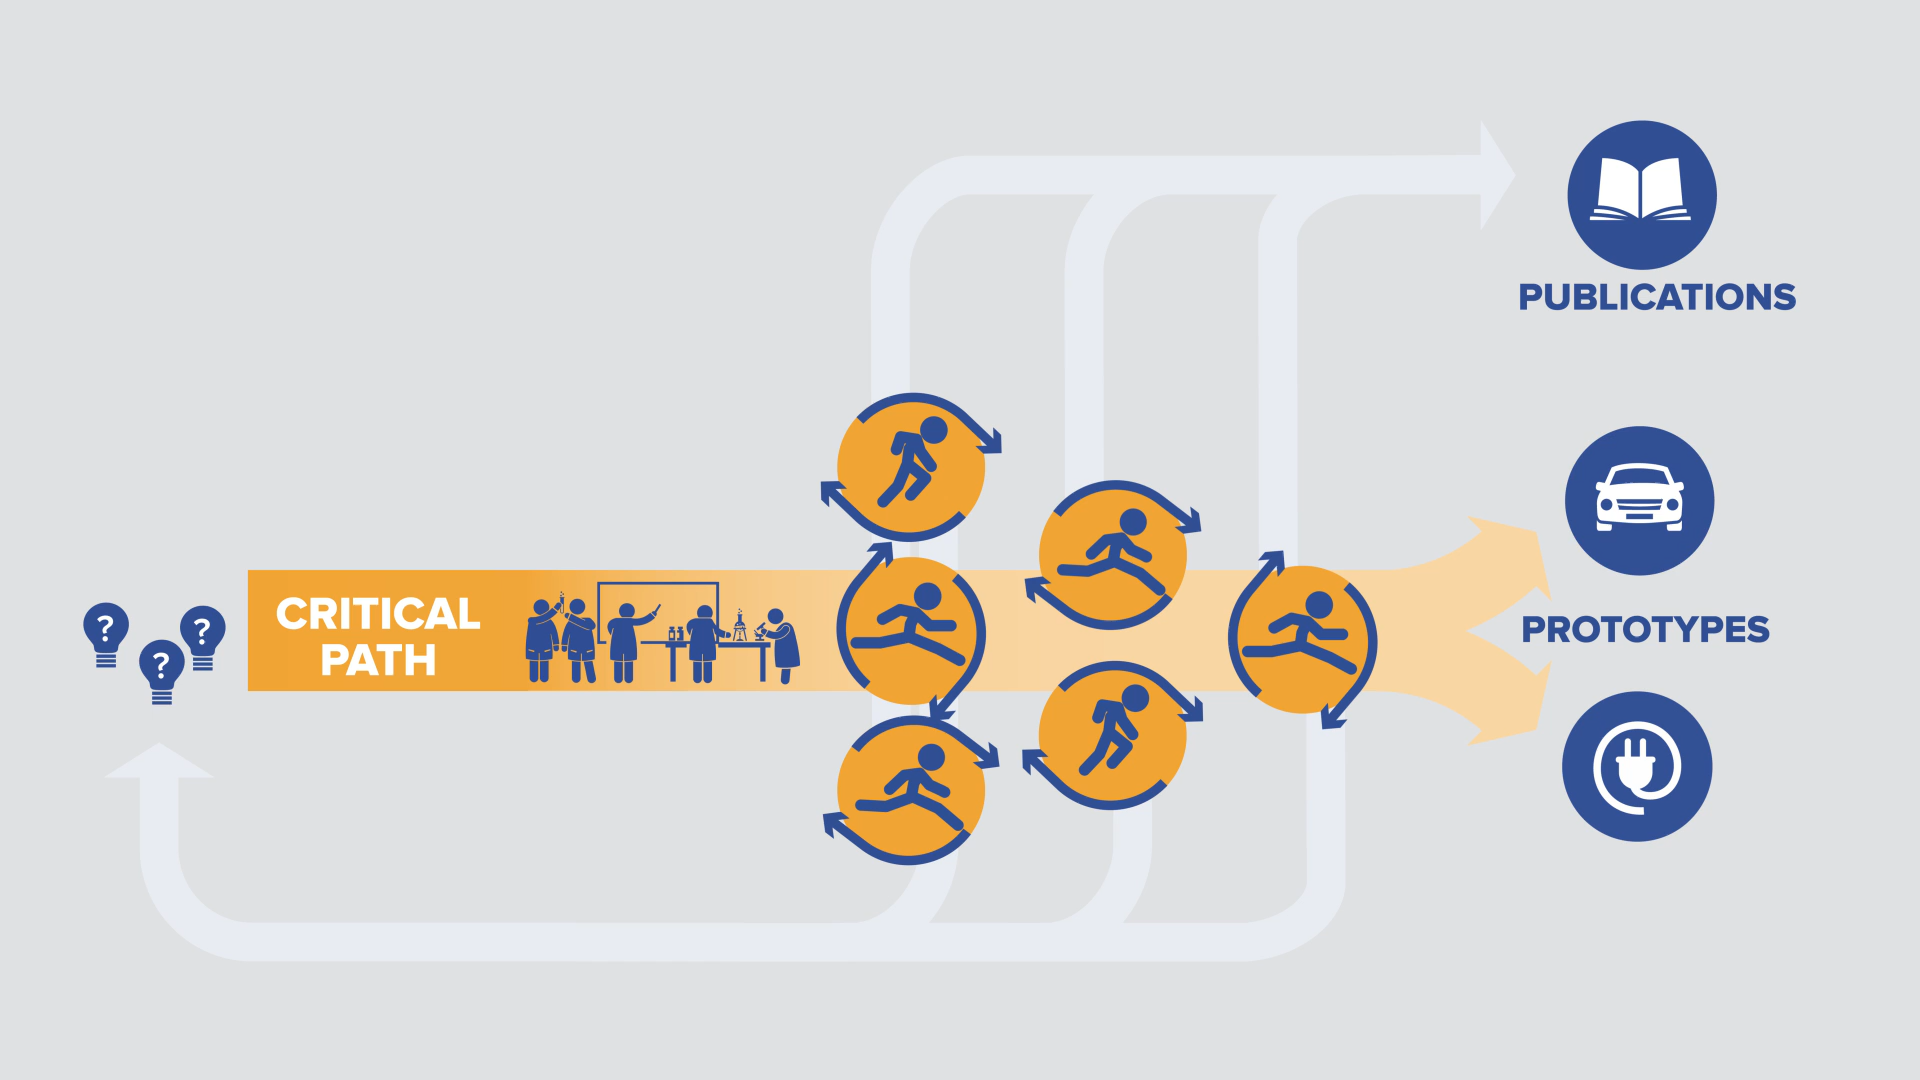 ?
?
?
CRITICAL
PATH
PUBLICATIONS
PROTOTYPES